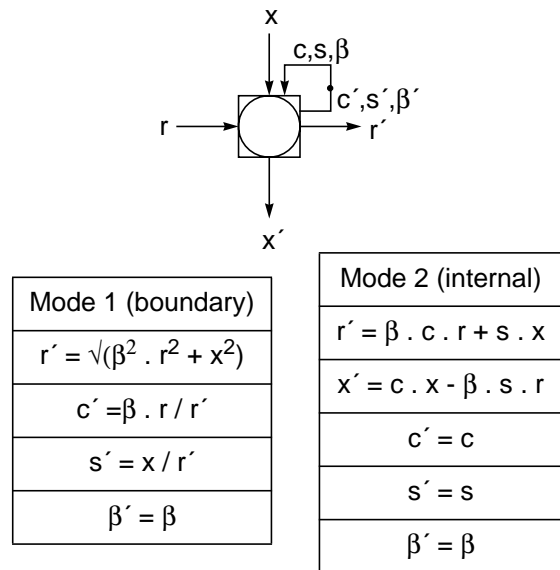 x
c,s,β
c´,s´,β´
r
r´
x´
Mode 1 (boundary)
r´ = √(β² . r² + x²)
c´ =β . r / r´
s´ = x / r´
β´ = β
Mode 2 (internal)
r´ = β . c . r + s . x
x´ = c . x - β . s . r
c´ = c
s´ = s
β´ = β